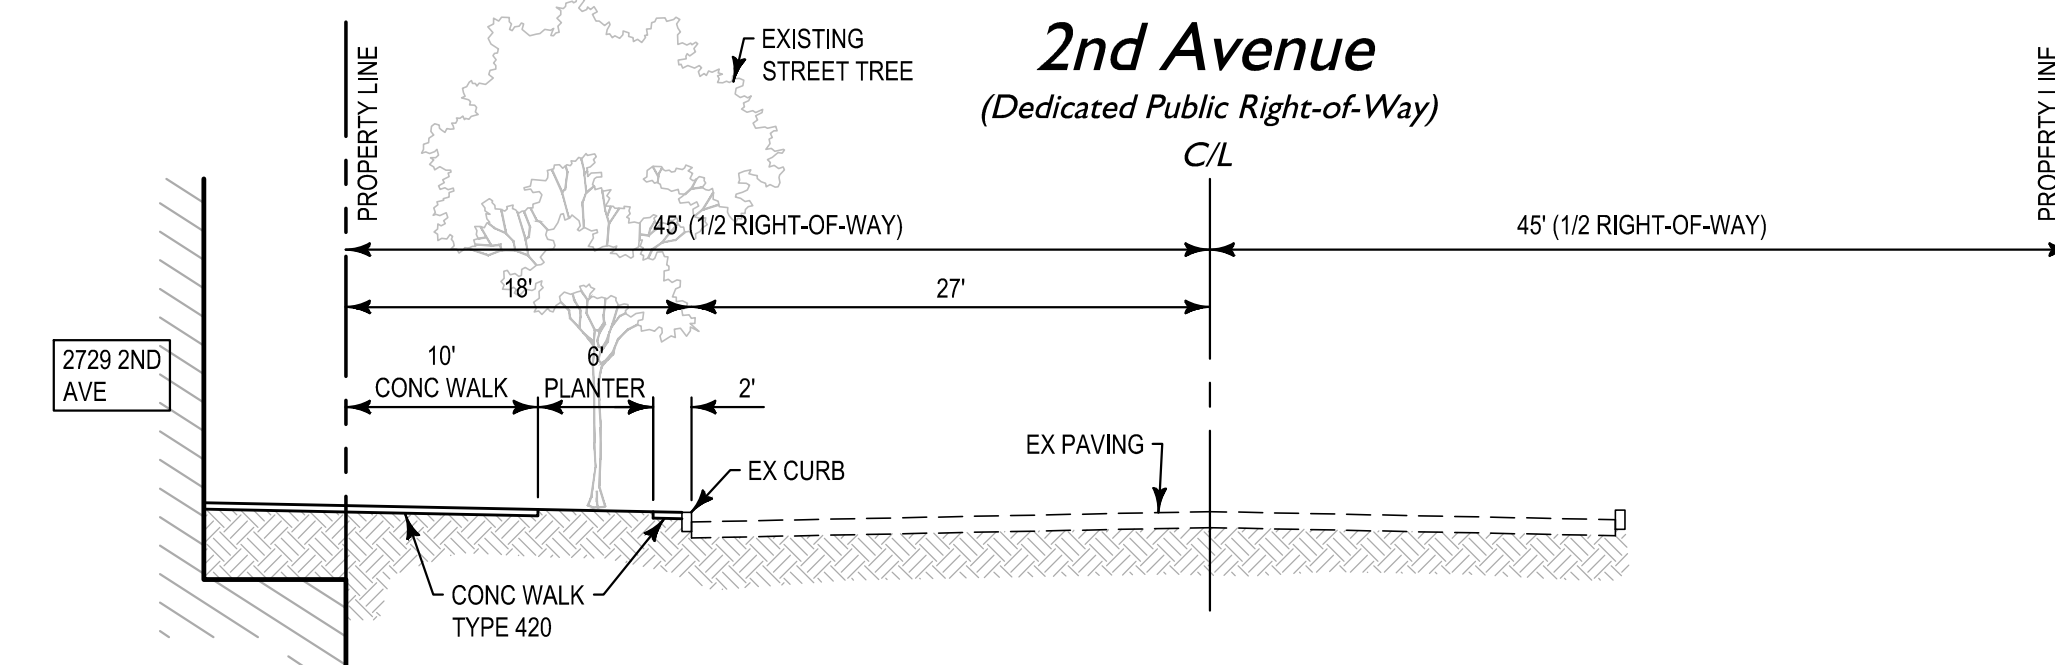 2nd Avenue
(Dedicated Public Right-of-Way)
C/L
EXISTING
STREET TREE
PROPERTY LINE
PROPERTY LINE
45' (1/2 RIGHT-OF-WAY)
45' (1/2 RIGHT-OF-WAY)
18'
27'
2729 2ND
AVE
10'
CONC WALK
6'
PLANTER
2'
EX PAVING
EX CURB
CONC WALK
TYPE 420